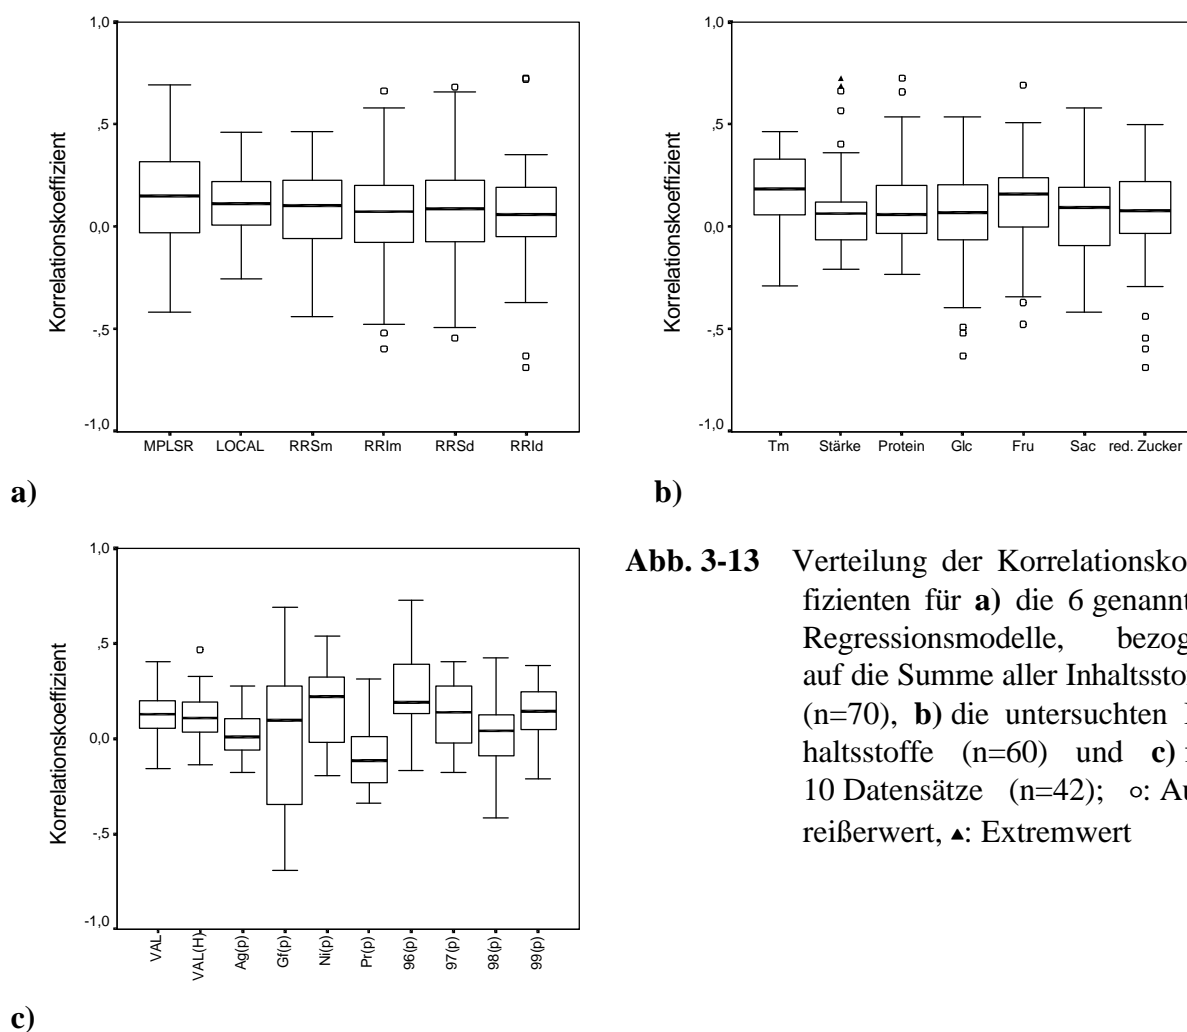 1,0
,5
0,0
-,5
-1,0
Korrelationskoeffizient
MPLSR LOCAL RRSm RRIm RRSd RRId
a)
1,0
,5
0,0
-,5
-1,0
Korrelationskoeffizient
Tm Stärke Protein Glc Fru Sac red. Zucker
b)
1,0
,5
0,0
-,5
-1,0
Korrelationskoeffizient
VAL VAL(H) Ag(p) Gf(p) Ni(p) Pr(p) 96(p) 97(p) 98(p) 99(p)
c)
Abb. 3-13 Verteilung der Korrelationsko
fizienten für a) die 6 genannt
Regressionsmodelle, bezog
auf die Summe aller Inhaltssto
(n=70), b) die untersuchten
haltsstoffe (n=60) und c)
10 Datensätze (n=42); o: Au
reißerwert, ▲: Extremwert